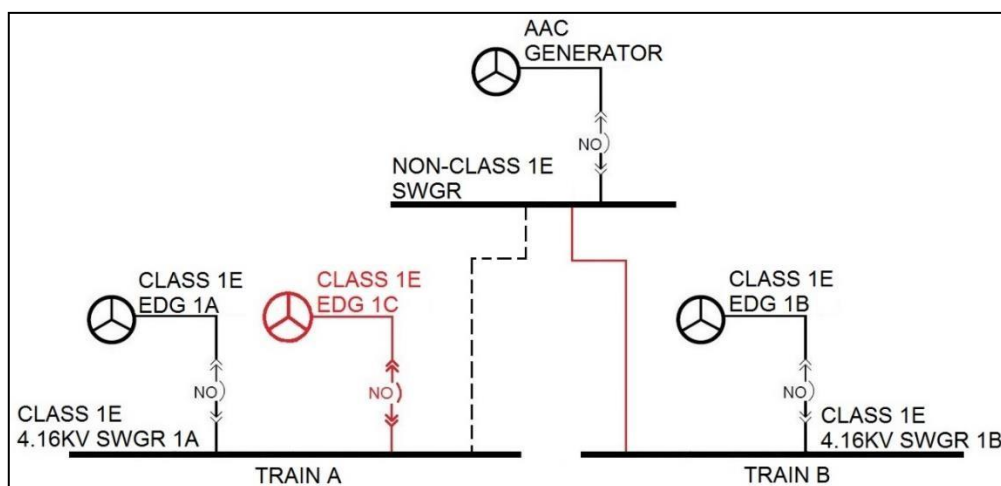 AAC
GENERATOR
NO
NON-CLASS 1E
SWGR
CLASS 1E
EDG 1A
CLASS 1E
EDG 1C
CLASS 1E
EDG 1B
NO
NO
NO
CLASS 1E
4.16KV SWGR 1A
CLASS 1E
4.16KV SWGR 1B
TRAIN A
TRAIN B